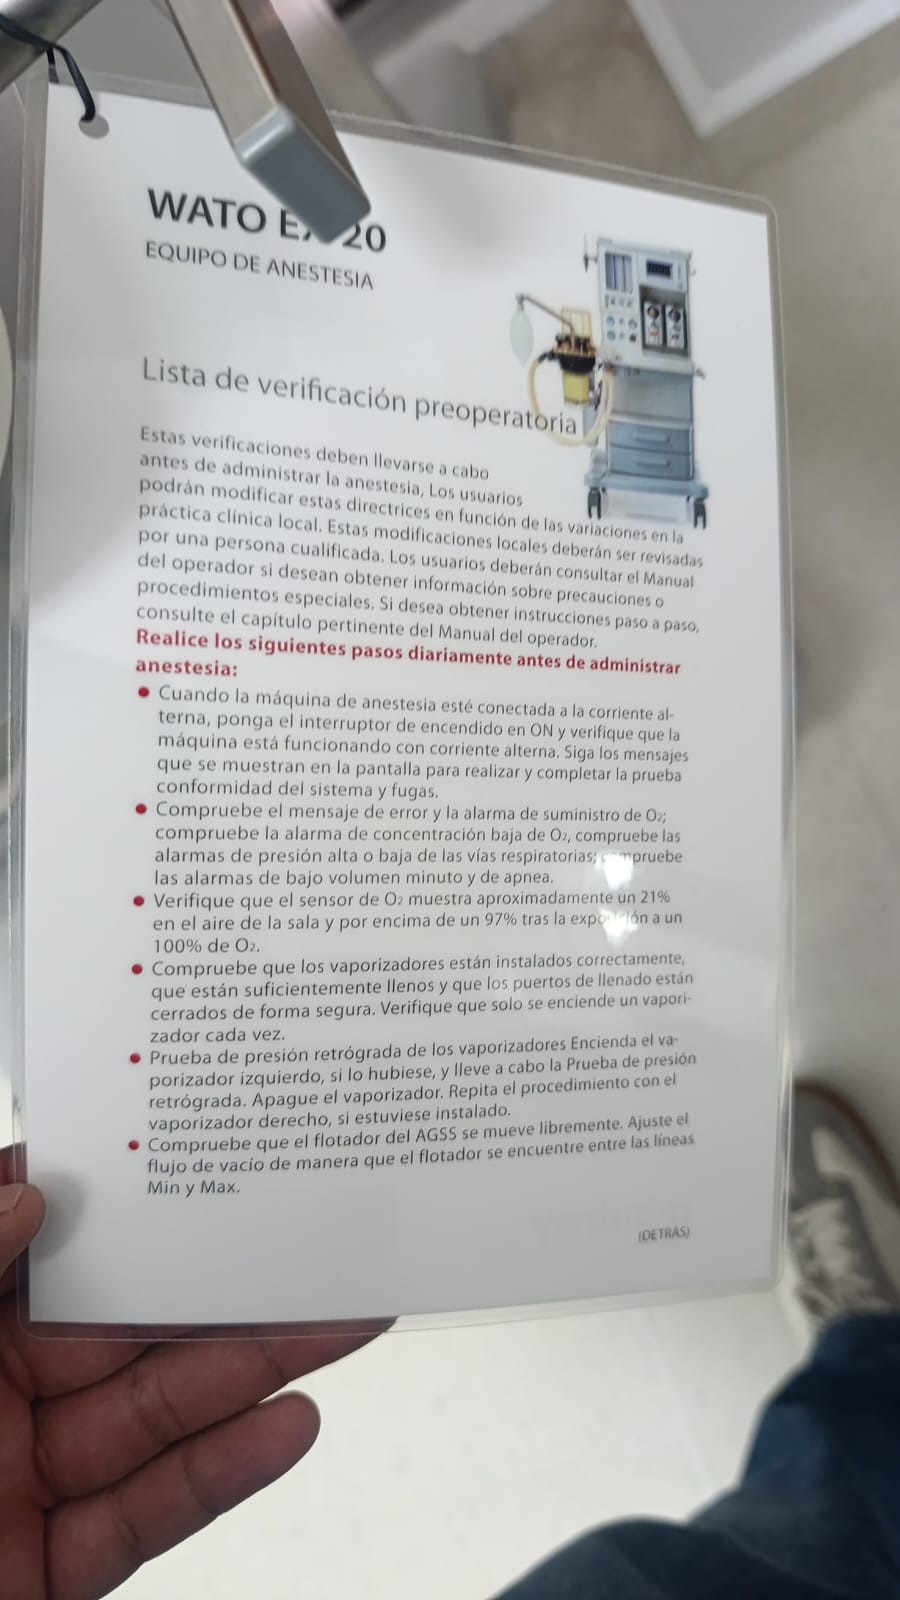 WATO E 20
EQUIPO DE ANESTESIA
Lista de verificación preoperatoria
Estas verificaciones deben llevarse a cabo
antes de administrar la anestesia, Los usuarios
podrán modificar estas directrices en función de las variaciones en la
práctica clínica local. Estas modificaciones locales deberán ser revisadas
por una persona cualificada. Los usuarios deberán consultar el Manual
del operador si desean obtener información sobre precauciones o
procedimientos especiales. Si desea obtener instrucciones paso a paso,
consulte el capítulo pertinente del Manual del operador.
Realice los siguientes pasos diariamente antes de administrar
anestesia:
● Cuando la máquina de anestesia esté conectada a la corriente al-
terna, ponga el interruptor de encendido en ON y verifique que la
máquina está funcionando con corriente alterna. Siga los mensajes
que se muestran en la pantalla para realizar y completar la prueba
conformidad del sistema y fugas.
● Compruebe el mensaje de error y la alarma de suministro de O₂;
compruebe la alarma de concentración baja de O₂, compruebe las
alarmas de presión alta o baja de las vías respiratorias; compruebe
las alarmas de bajo volumen minuto y de apnea.
● Verifique que el sensor de O₂ muestra aproximadamente un 21%
en el aire de la sala y por encima de un 97% tras la exposición a un
100% de O₂.
● Compruebe que los vaporizadores están instalados correctamente,
que están suficientemente llenos y que los puertos de llenado están
cerrados de forma segura. Verifique que solo se enciende un vapori-
zador cada vez.
● Prueba de presión retrógrada de los vaporizadores Encienda el va-
porizador izquierdo, si lo hubiese, y lleve a cabo la Prueba de presión
retrógrada. Apague el vaporizador. Repita el procedimiento con el
vaporizador derecho, si estuviese instalado.
● Compruebe que el flotador del AGSS se mueve libremente. Ajuste el
flujo de vacío de manera que el flotador se encuentre entre las líneas
Min y Max.
(DETRÁS)